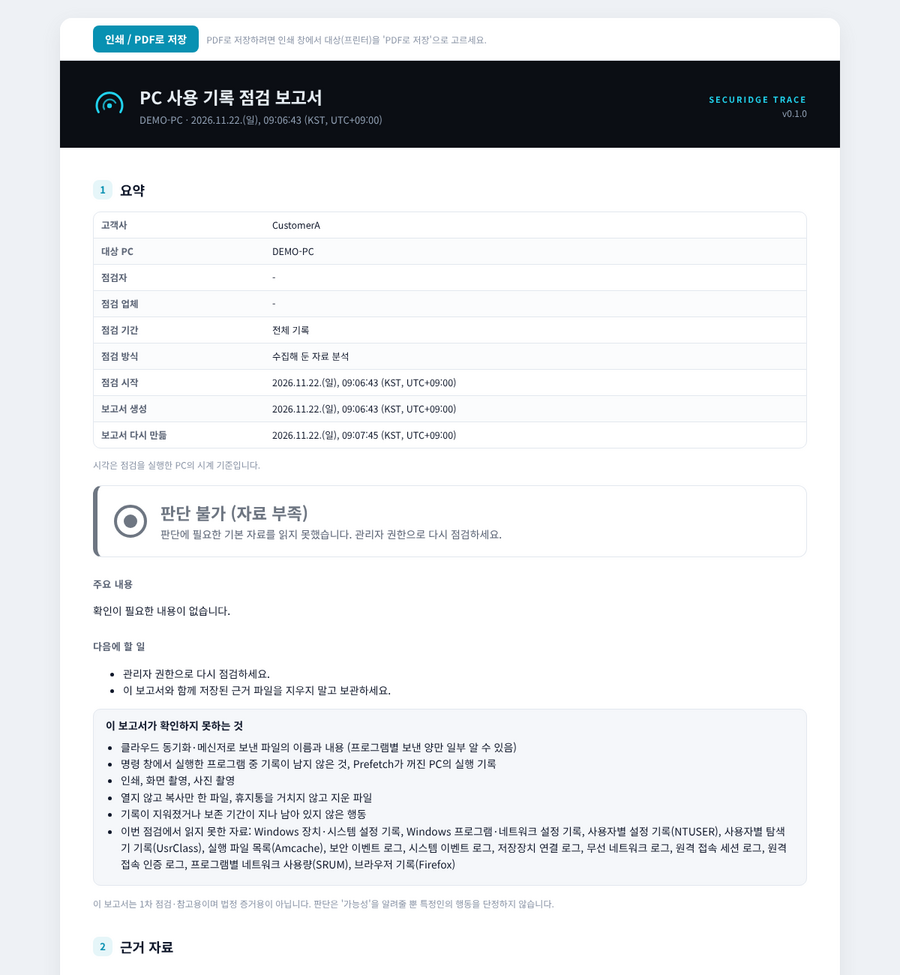 인쇄 / PDF로 저장
PDF로 저장하려면 인쇄 창에서 대상(프린터)을 'PDF로 저장'으로 고르세요.
PC 사용 기록 점검 보고서
DEMO-PC · 2026.11.22.(일), 09:06:43 (KST, UTC+09:00)
SECURIDGE TRACE
v0.1.0
1 요약
고객사 CustomerA
대상 PC DEMO-PC
점검자 -
점검 업체 -
점검 기간 전체 기록
점검 방식 수집해 둔 자료 분석
점검 시작 2026.11.22.(일), 09:06:43 (KST, UTC+09:00)
보고서 생성 2026.11.22.(일), 09:06:43 (KST, UTC+09:00)
보고서 다시 만듦 2026.11.22.(일), 09:07:45 (KST, UTC+09:00)
시각은 점검을 실행한 PC의 시계 기준입니다.
판단 불가 (자료 부족)
판단에 필요한 기본 자료를 읽지 못했습니다. 관리자 권한으로 다시 점검하세요.
주요 내용
확인이 필요한 내용이 없습니다.
다음에 할 일
• 관리자 권한으로 다시 점검하세요.
• 이 보고서와 함께 저장된 근거 파일을 지우지 말고 보관하세요.
이 보고서가 확인하지 못하는 것
• 클라우드 동기화·메신저로 보낸 파일의 이름과 내용 (프로그램별 보낸 양만 일부 알 수 있음)
• 명령 창에서 실행한 프로그램 중 기록이 남지 않은 것, Prefetch가 꺼진 PC의 실행 기록
• 인쇄, 화면 촬영, 사진 촬영
• 열지 않고 복사만 한 파일, 휴지통을 거치지 않고 지운 파일
• 기록이 지워졌거나 보존 기간이 지나 남아 있지 않은 행동
• 이번 점검에서 읽지 못한 자료: Windows 장치·시스템 설정 기록, Windows 프로그램·네트워크 설정 기록, 사용자별 설정 기록(NTUSER), 사용자별 탐색
기 기록(UsrClass), 실행 파일 목록(Amcache), 보안 이벤트 로그, 시스템 이벤트 로그, 저장장치 연결 로그, 무선 네트워크 로그, 원격 접속 세션 로그, 원격
접속 인증 로그, 프로그램별 네트워크 사용량(SRUM), 브라우저 기록(Firefox)
이 보고서는 1차 점검·참고용이며 법정 증거용이 아닙니다. 판단은 '가능성'을 알려줄 뿐 특정인의 행동을 단정하지 않습니다.
2 근거 자료